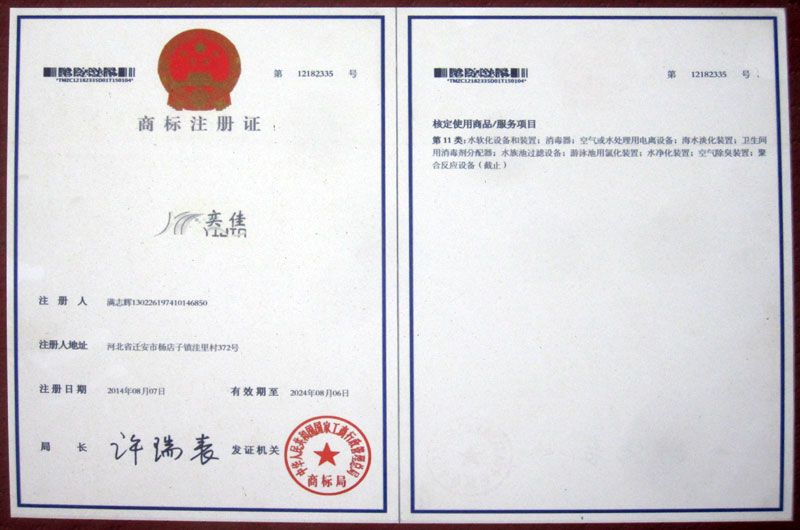 *TMZC12182335D01T150104*
第 12182335 号
商标注册证
奕佳
YIJIA
注册人 满志辉130226197410146850
注册人地址 河北省迁安市杨店子镇洼里村372号
注册日期 2014年08月07日 有效期至 2024年08月06日
局长 许瑞表 发证机关
中华人民共和国国家工商行政管理总局
商标局
*TMZC12182335D01T150104*
第 12182335 号
核定使用商品/服务项目
第 11 类:水软化设备和装置;消毒器;空气或水处理用电离设备;海水淡化装置;卫生间
用消毒剂分配器;水族池过滤设备;游泳池用氯化装置;水净化装置;空气除臭装置;聚
合反应设备(截止)